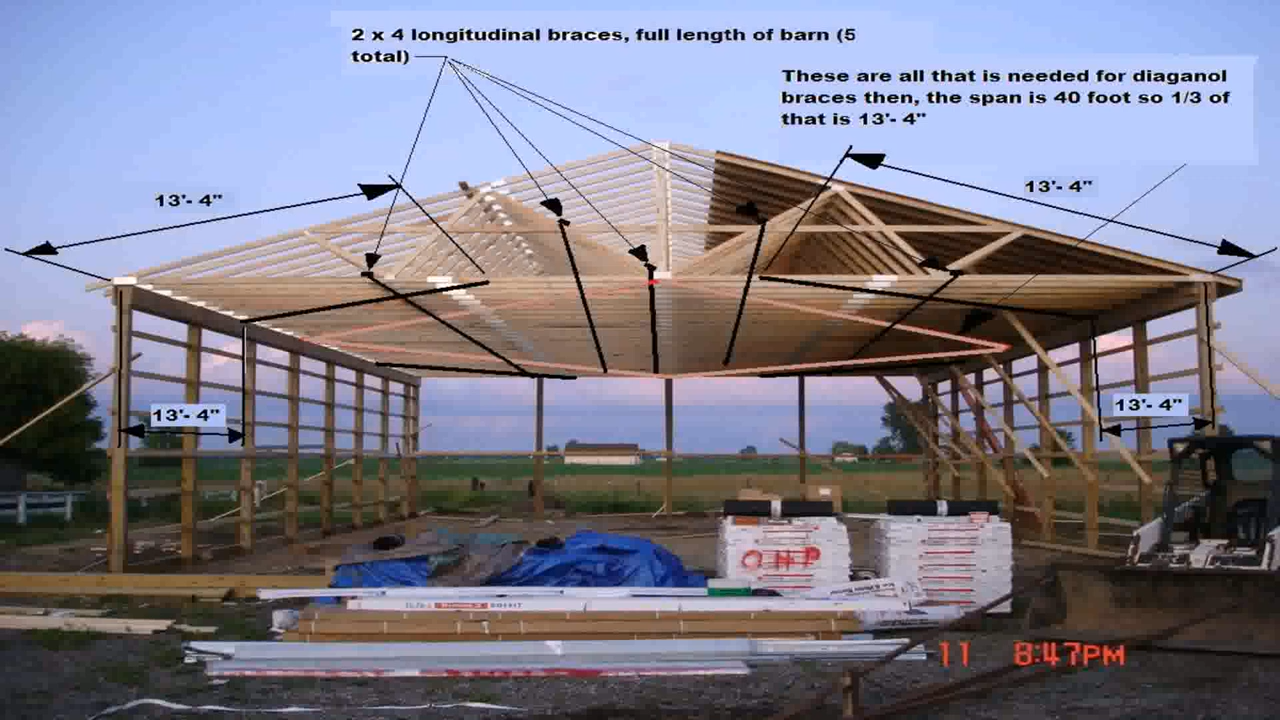 2 x 4 longitudinal braces, full length of barn (5
total)
These are all that is needed for diaganol
braces then, the span is 40 foot so 1/3 of
that is 13'- 4"
13'- 4"
13'- 4"
13'- 4"
13'- 4"
OHP
11 8:47PM